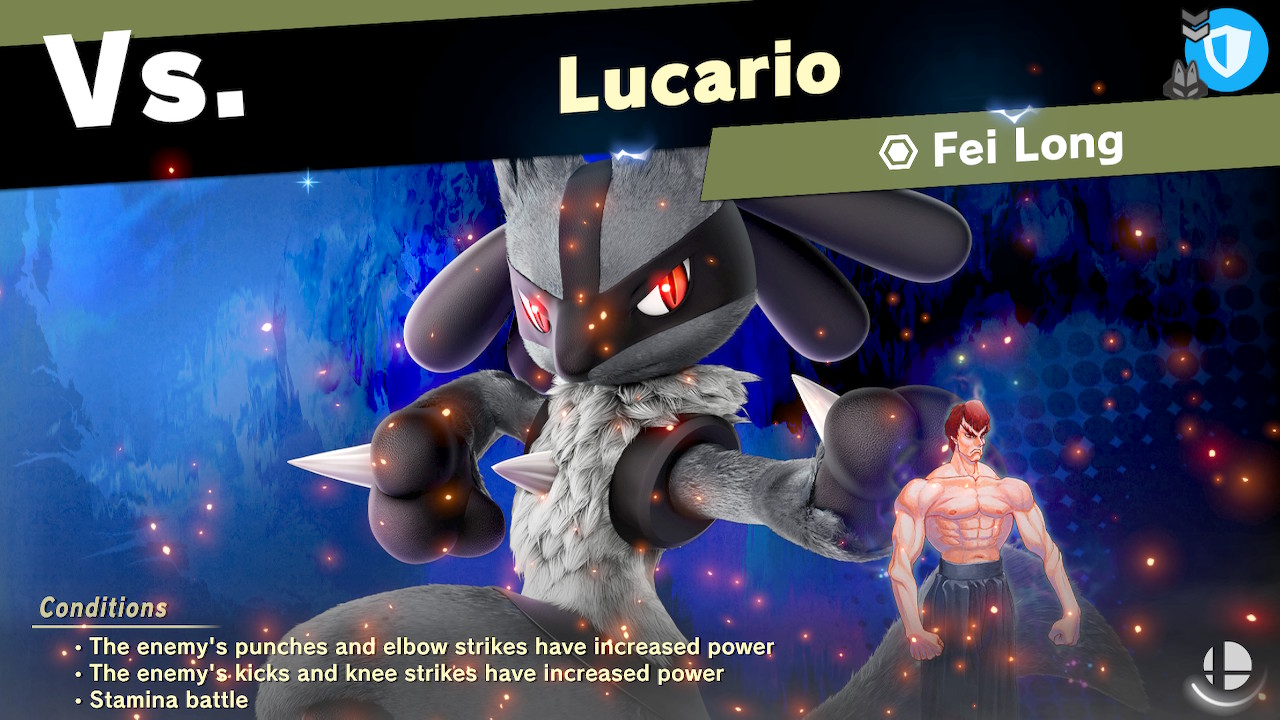 Vs.
Lucario
Fei Long
Conditions
• The enemy's punches and elbow strikes have increased power
• The enemy's kicks and knee strikes have increased power
• Stamina battle